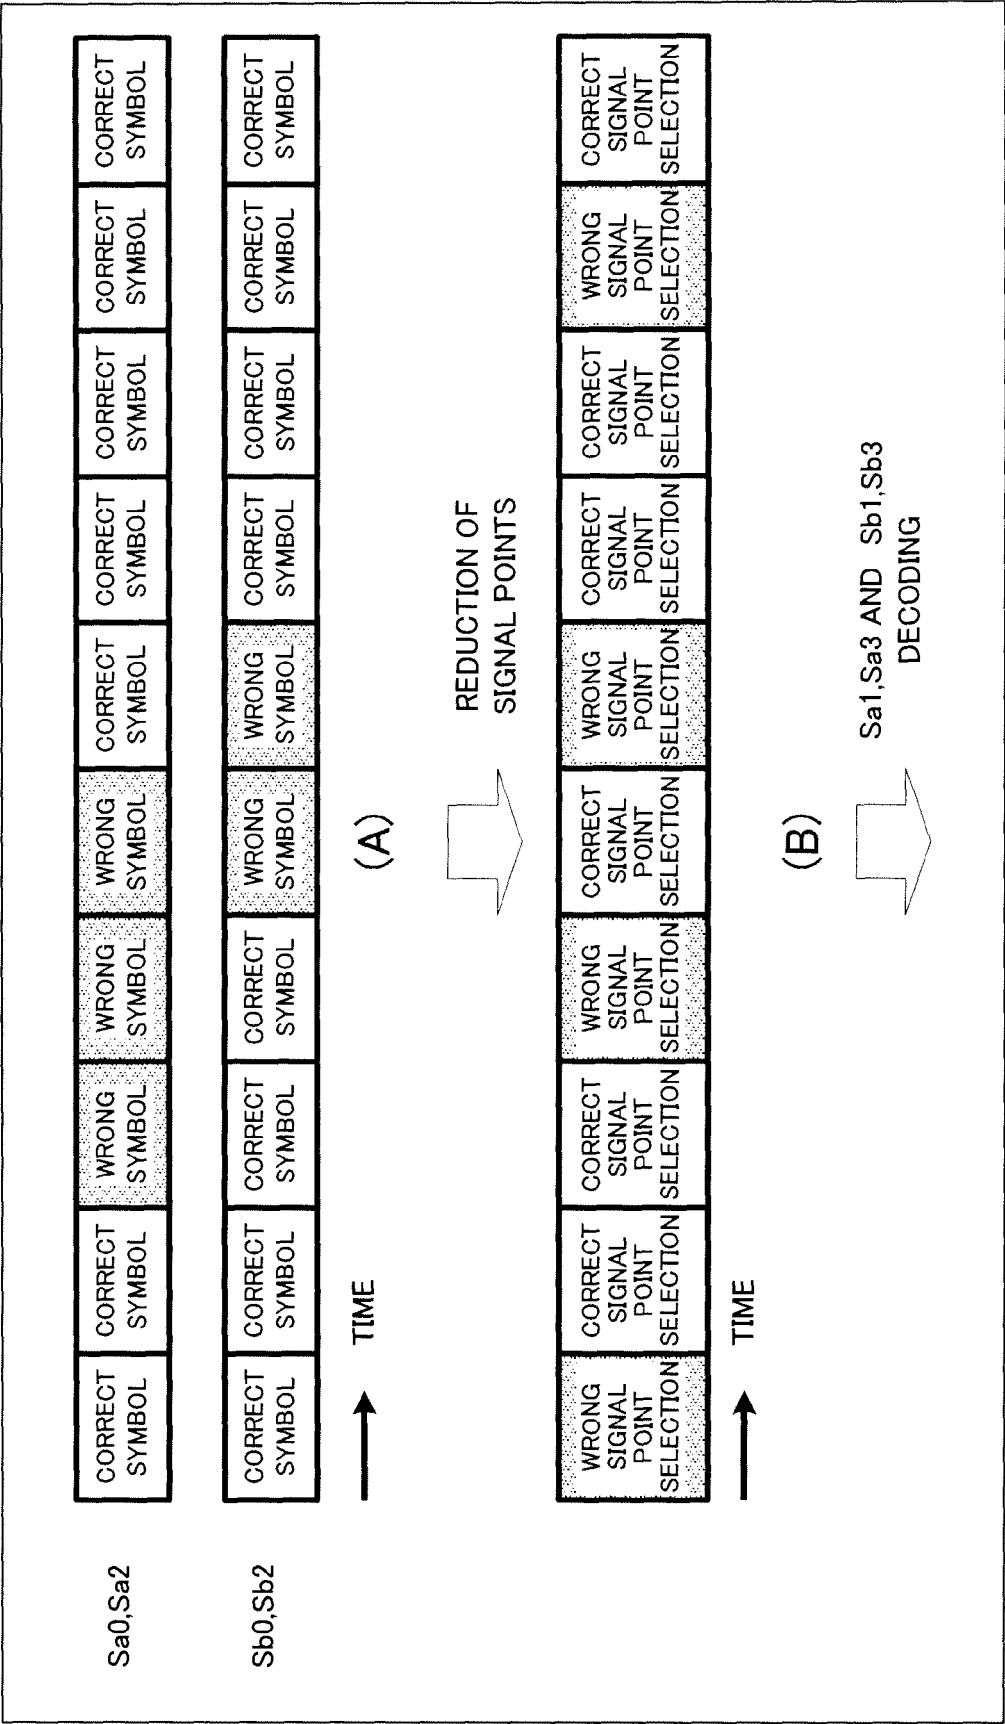 Sa0,Sa2
CORRECT
SYMBOL
CORRECT
SYMBOL
WRONG
SYMBOL
WRONG
SYMBOL
WRONG
SYMBOL
CORRECT
SYMBOL
CORRECT
SYMBOL
CORRECT
SYMBOL
CORRECT
SYMBOL
CORRECT
SYMBOL
Sb0,Sb2
CORRECT
SYMBOL
CORRECT
SYMBOL
CORRECT
SYMBOL
CORRECT
SYMBOL
WRONG
SYMBOL
WRONG
SYMBOL
CORRECT
SYMBOL
CORRECT
SYMBOL
CORRECT
SYMBOL
CORRECT
SYMBOL
TIME
(A)
REDUCTION OF
SIGNAL POINTS
WRONG
SIGNAL
POINT
SELECTION
CORRECT
SIGNAL
POINT
SELECTION
CORRECT
SIGNAL
POINT
SELECTION
WRONG
SIGNAL
POINT
SELECTION
CORRECT
SIGNAL
POINT
SELECTION
WRONG
SIGNAL
POINT
SELECTION
CORRECT
SIGNAL
POINT
SELECTION
CORRECT
SIGNAL
POINT
SELECTION
WRONG
SIGNAL
POINT
SELECTION
CORRECT
SIGNAL
POINT
SELECTION
TIME
(B)
Sa1,Sa3 AND Sb1,Sb3
DECODING